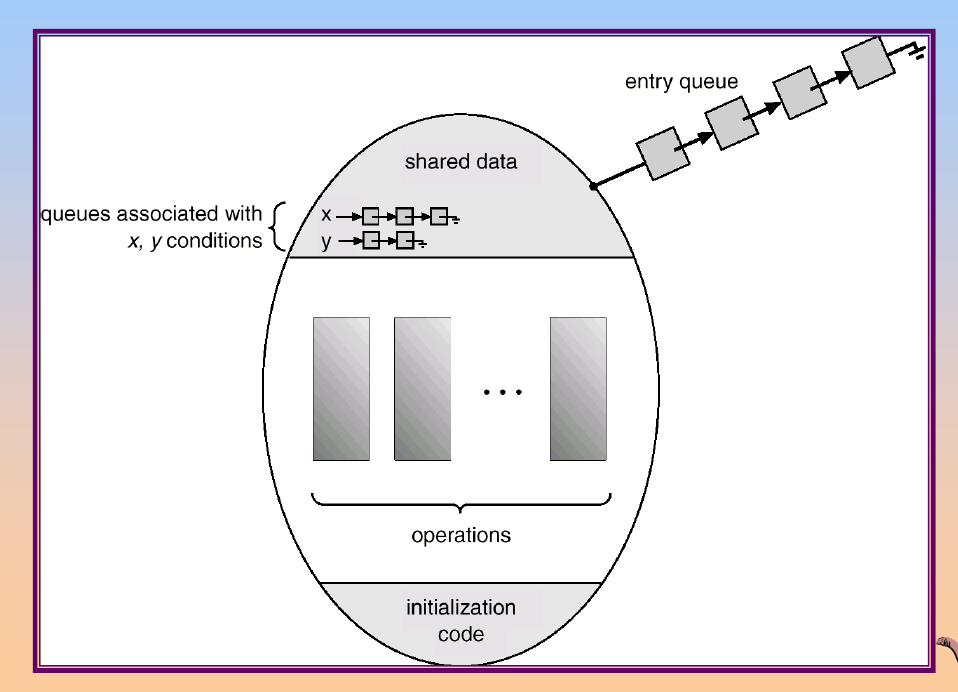 entry queue
shared data
queues associated with
x, y conditions
x
y
. . .
operations
initialization
code